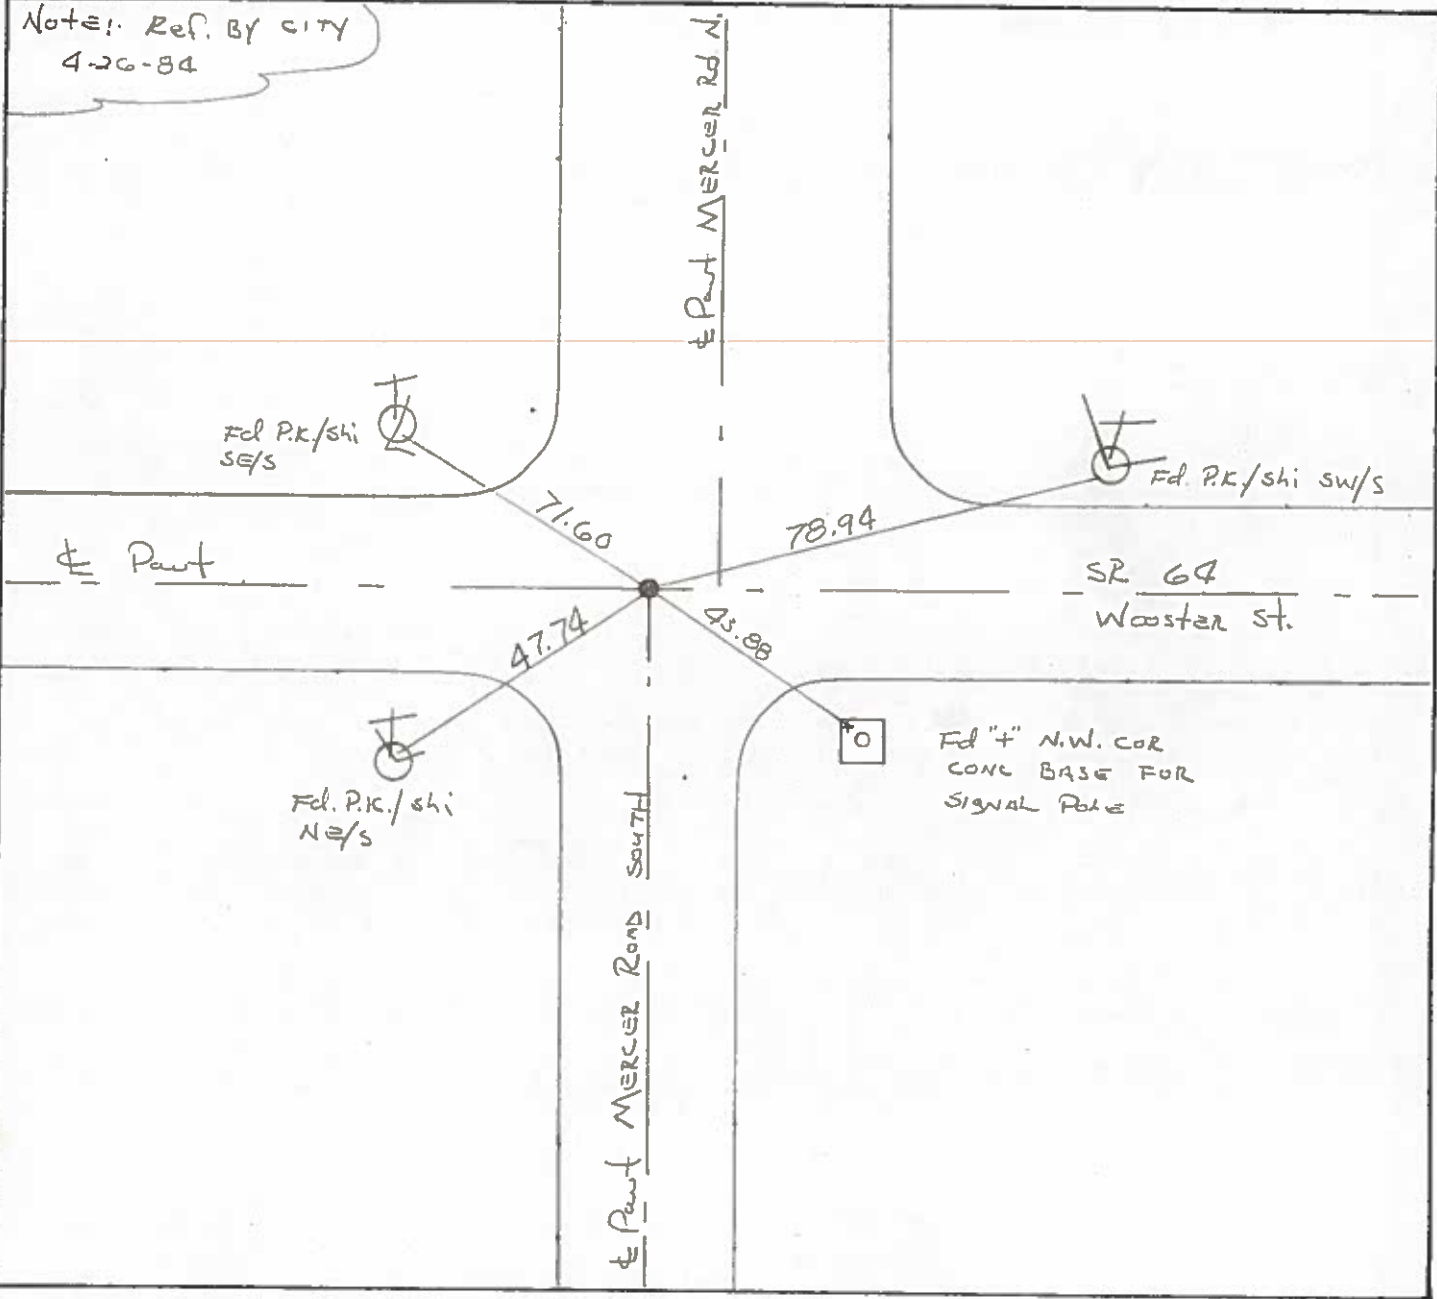 Note: Ref. By City
4-26-84
℄ Pavt Mercer Rd. N.
Fd P.K./shi
SE/S
Fd. P.K./shi SW/S
71.60
78.94
℄ Pavt
SR 64
Wooster St.
47.74
43.88
Fd "+" N.W. COR
CONC BASE FOR
SIGNAL POLE
Fd. P.K./shi
NE/S
℄ Pavt MERCER ROAD SOUTH